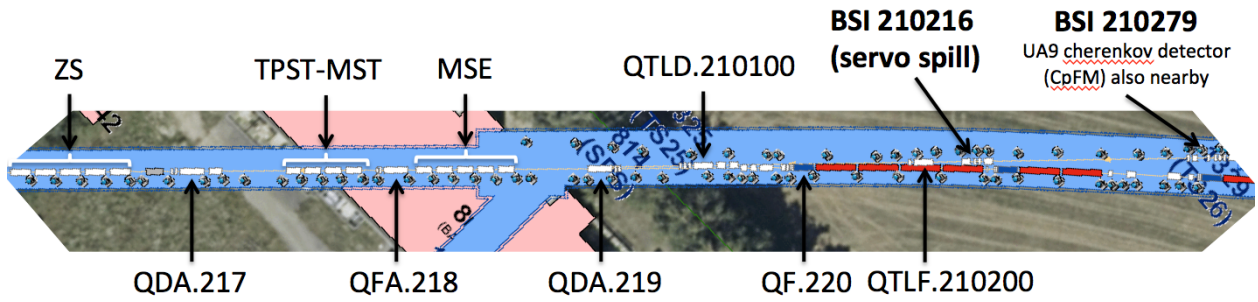 BSI 210216
(servo spill)
BSI 210279
UA9 cherenkov detector
(CpFM) also nearby
ZS
TPST-MST
MSE
QTLD.210100
QDA.217
QFA.218
QDA.219
QF.220
QTLF.210200